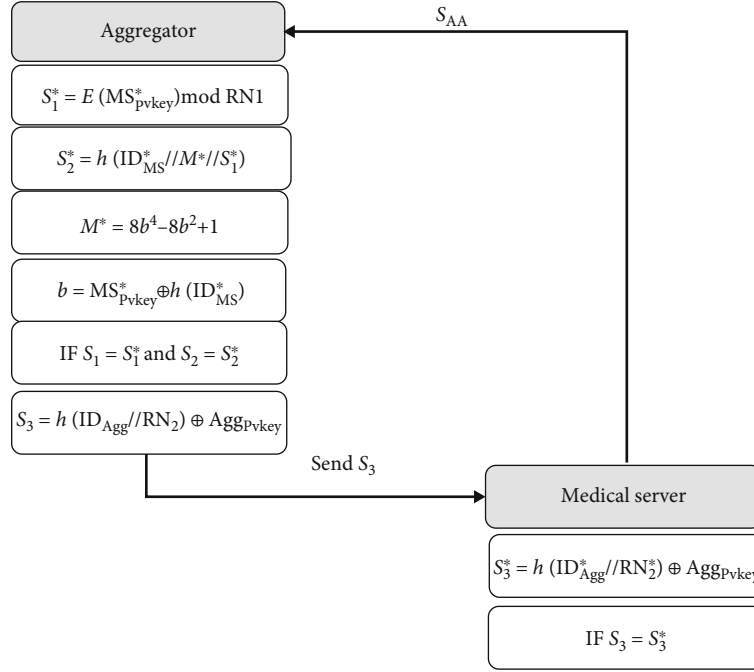 Aggregator
S_AA
S₁* = E (MS*_Pvkey) mod RN1
S₂* = h (ID*_MS//M*//S₁*)
M* = 8b⁴–8b²+1
b = MS*_Pvkey⊕h (ID*_MS)
IF S₁ = S₁* and S₂ = S₂*
S₃ = h (ID_Agg//RN₂) ⊕ Agg_Pvkey
Send S₃
Medical server
S₃* = h (ID*_Agg//RN₂*) ⊕ Agg_Pvkey
IF S₃ = S₃*